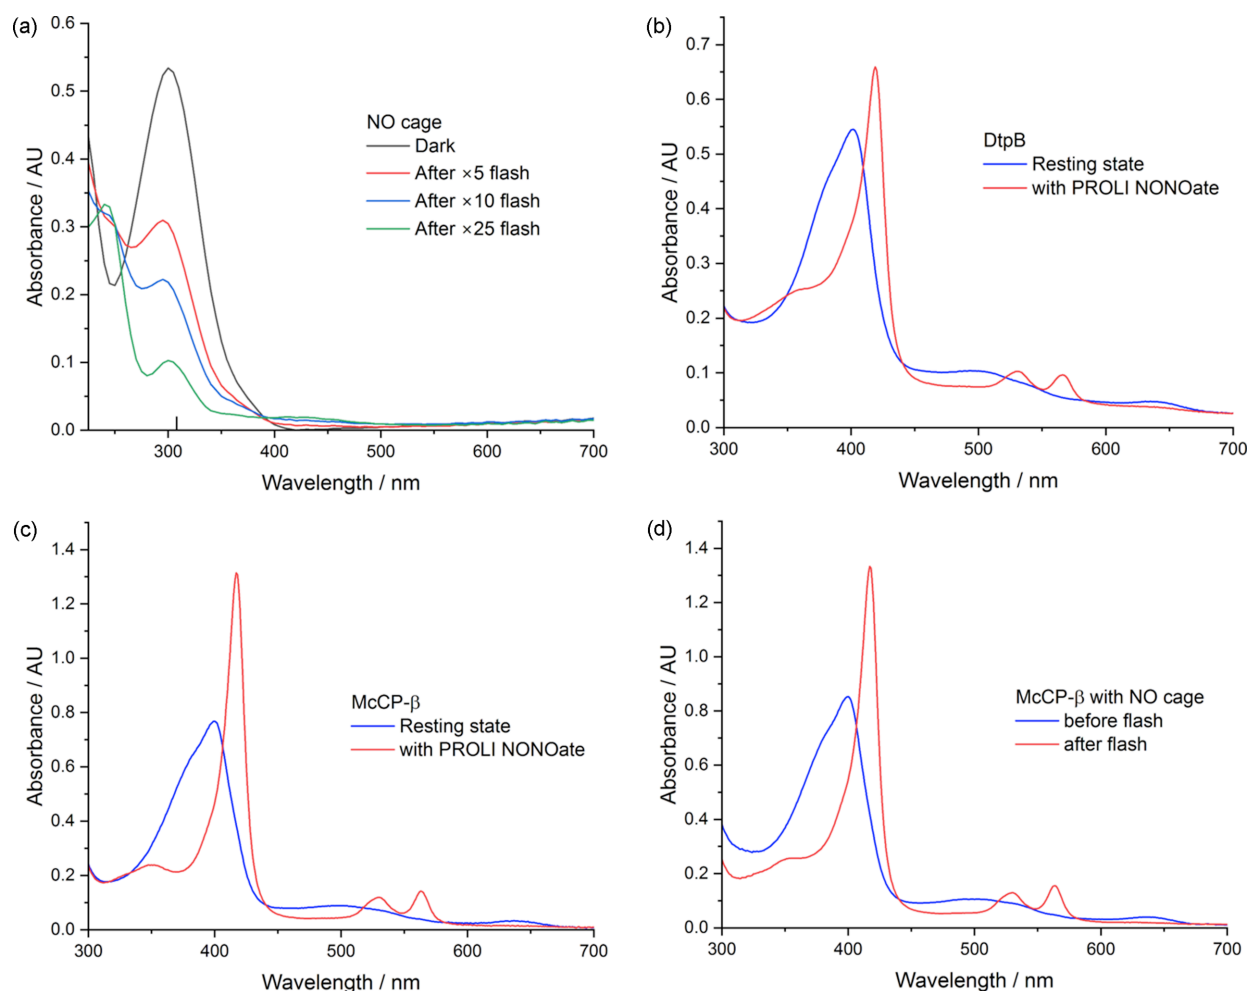 (a)
0.6
0.5
0.4
0.3
0.2
0.1
0.0
Absorbance / AU
NO cage
Dark
After ×5 flash
After ×10 flash
After ×25 flash
300 400 500 600 700
Wavelength / nm
(b)
0.7
0.6
0.5
0.4
0.3
0.2
0.1
0.0
Absorbance / AU
DtpB
Resting state
with PROLI NONOate
300 400 500 600 700
Wavelength / nm
(c)
1.4
1.2
1.0
0.8
0.6
0.4
0.2
0.0
Absorbance / AU
McCP-β
Resting state
with PROLI NONOate
300 400 500 600 700
Wavelength / nm
(d)
1.4
1.2
1.0
0.8
0.6
0.4
0.2
0.0
Absorbance / AU
McCP-β with NO cage
before flash
after flash
300 400 500 600 700
Wavelength / nm